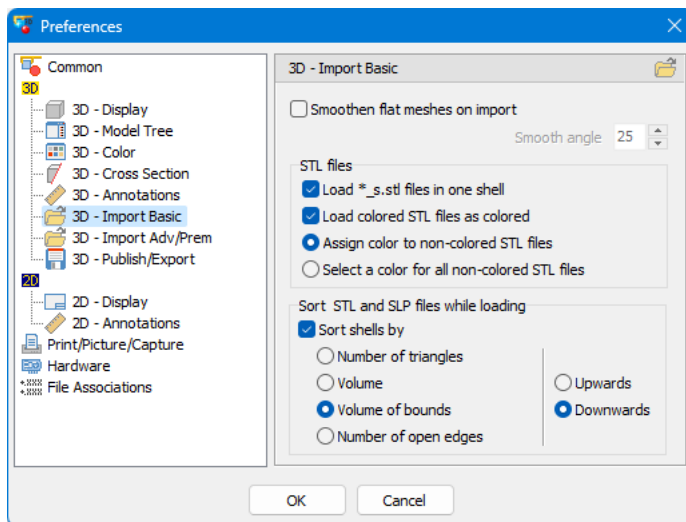 Preferences
Common
3D
3D - Display
3D - Model Tree
3D - Color
3D - Cross Section
3D - Annotations
3D - Import Basic
3D - Import Adv/Prem
3D - Publish/Export
2D
2D - Display
2D - Annotations
Print/Picture/Capture
Hardware
File Associations
3D - Import Basic
Smoothen flat meshes on import
Smooth angle 25
STL files
Load *_s.stl files in one shell
Load colored STL files as colored
Assign color to non-colored STL files
Select a color for all non-colored STL files
Sort STL and SLP files while loading
Sort shells by
Number of triangles
Volume
Upwards
Volume of bounds
Downwards
Number of open edges
OK
Cancel